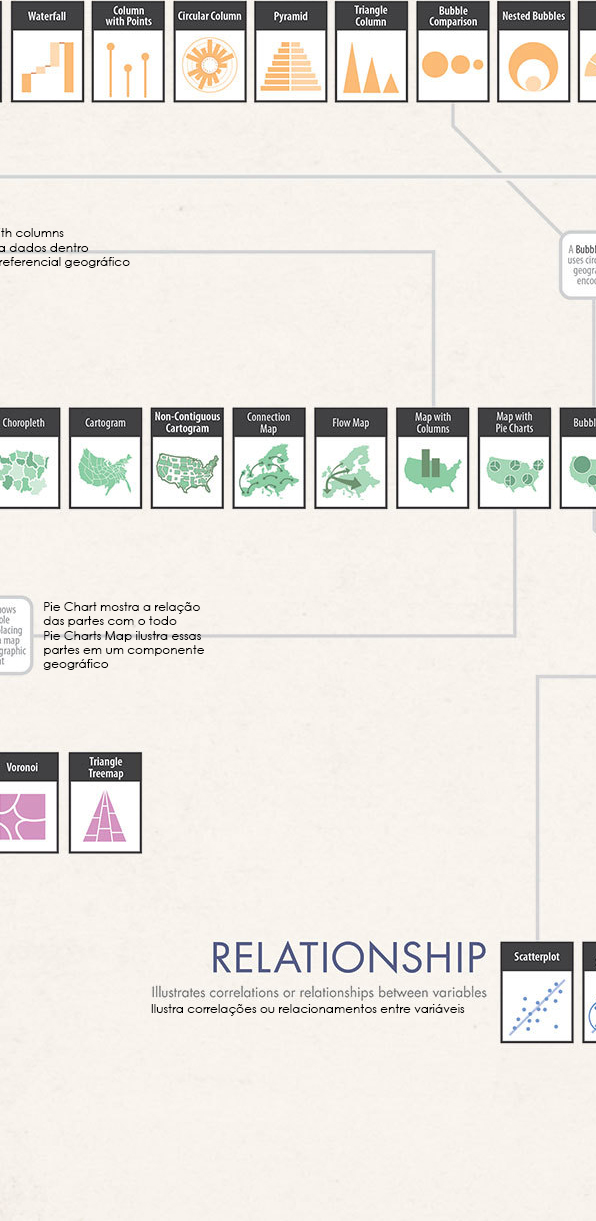 Waterfall
Column
with Points
Circular Column
Pyramid
Triangle
Column
Bubble
Comparison
Nested Bubbles
th columns
a dados dentro
referencial geográfico
A Bubbl
uses circ
geogra
enco
Choropleth
Cartogram
Non-Contiguous
Cartogram
Connection
Map
Flow Map
Map with
Columns
Map with
Pie Charts
Bubbl
ows
ole
lacing
map
graphic
nt
Pie Chart mostra a relação
das partes com o todo
Pie Charts Map ilustra essas
partes em um componente
geográfico
Voronoi
Triangle
Treemap
RELATIONSHIP
Illustrates correlations or relationships between variables
Ilustra correlações ou relacionamentos entre variáveis
Scatterplot